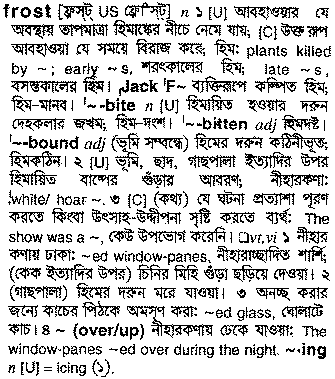 frost [ফ্রস্ট্ US ফ্রো°স্ট্] n ১ [U] আবহাওয়ার যে
অবস্থায় তাপমাত্রা হিমাঙ্কের নীচে নেমে যায়; [C] উক্ত রূপ
আবহাওয়া যে সময়ে বিরাজ করে; হিম: plants killed
by ~; early ~ s, শরৎকালের হিম; late ~ s,
বসন্তকালের হিম। ˌJack ˈF~ ব্যক্তিরূপে কল্পিত হিম;
হিম-মানব। ˈ~-bite n [U] হিমায়িত হওয়ার দরুন
দেহকলার জখম; হিম-দংশ। ˈ~-bitten adj হিমদষ্ট।
ˈ~-bound adj (ভূমি সম্বন্ধে) হিমের দরুন কঠিনীভূত;
হিমকঠিন। ২ [U] ভূমি, ছাদ, গাছপালা ইত্যাদির উপর
হিমায়িত বাষ্পের গুঁড়ার আবরণ; নীহারকণা:
ˌwhite/ hoar ~. ৩ [C] (কথ্য) যে ঘটনা প্রত্যাশা পূরণ
করতে কিংবা উৎসাহ-উদ্দীপনা সৃষ্টি করতে ব্যর্থ: The
show was a ~, কেউ উপভোগ করেনি। □vt,vi ১ নীহার
কণায় ঢাকা: ~ed window-panes, নীহারাচ্ছাদিত শার্শি;
(কেক ইত্যাদির উপর) চিনির মিহি গুঁড়া ছড়িয়ে দেওয়া। ২
(গাছপালা) হিমের দরুন মরে যাওয়া। ৩ অনচ্ছ করার
জন্যে কাচের পিঠকে অমসৃণ করা: ~ed glass, ঘোলাটে
কাচ। ৪ ~ (over/up) নীহারকণায় ঢেকে যাওয়া: The
window-panes ~ed over during the night. ~·ing
n [U] = icing (১).